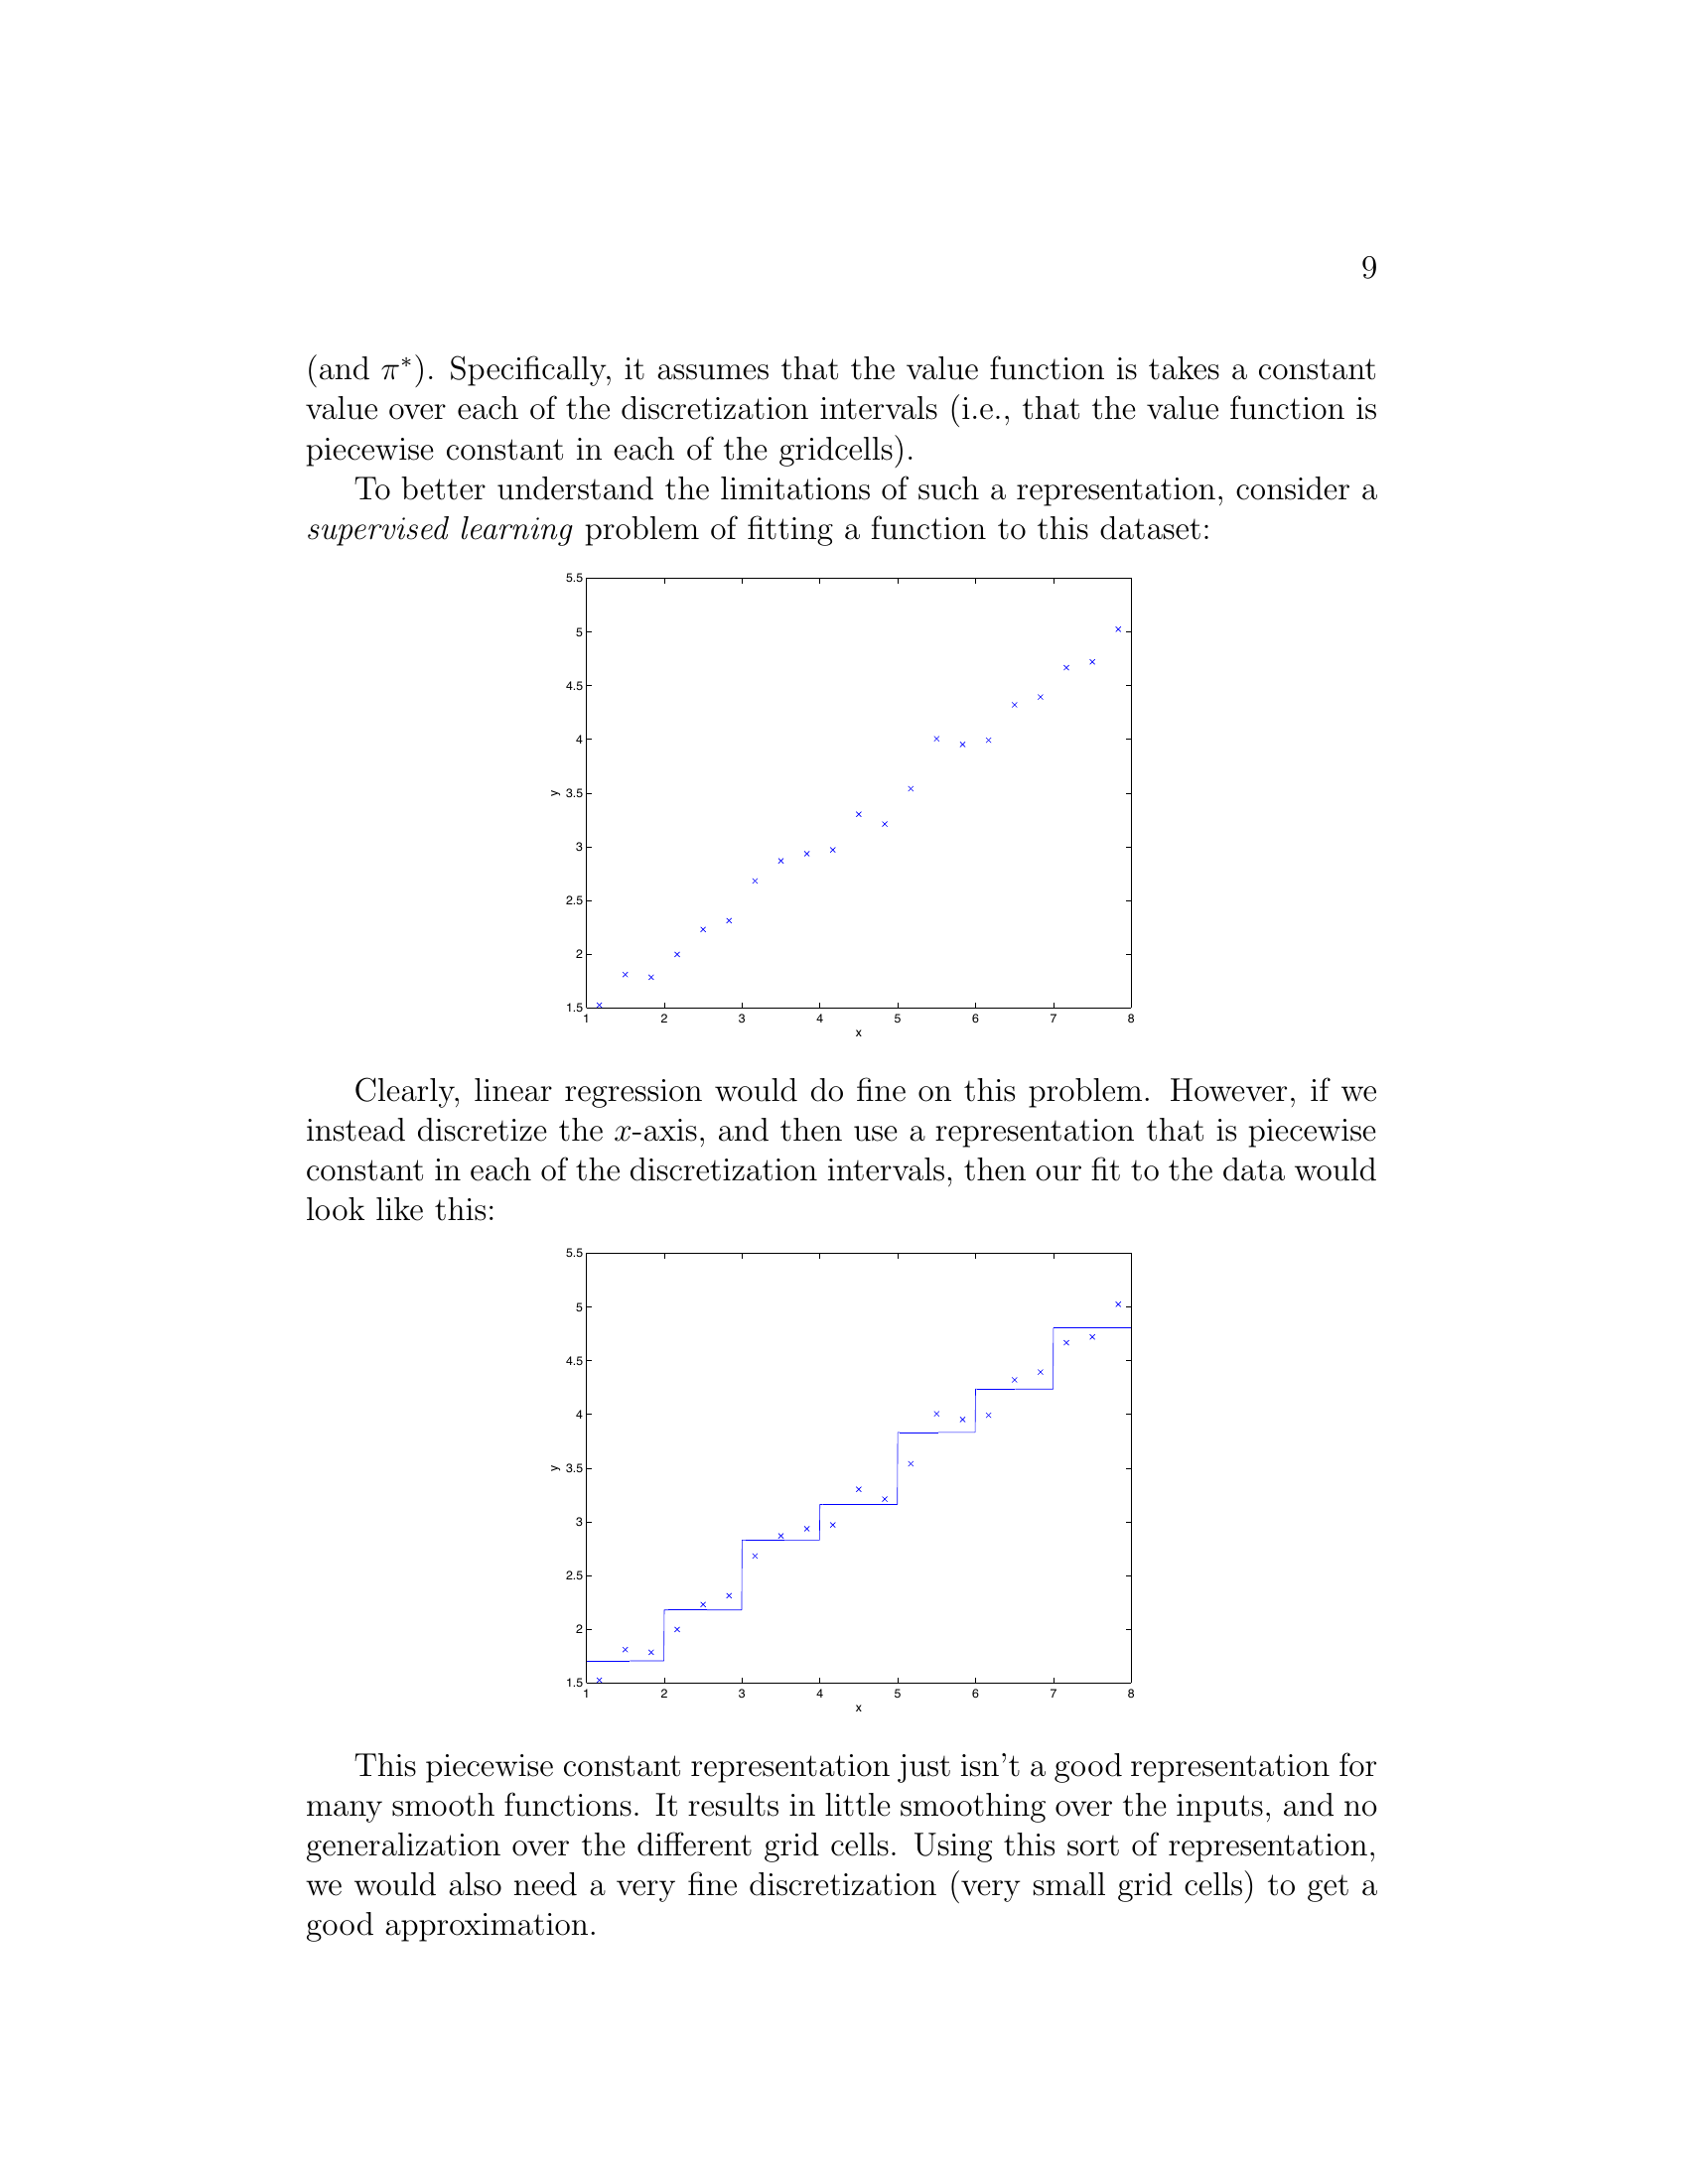 9
(and π*). Specifically, it assumes that the value function is takes a constant
value over each of the discretization intervals (i.e., that the value function is
piecewise constant in each of the gridcells).
To better understand the limitations of such a representation, consider a
supervised learning problem of fitting a function to this dataset:
5.5
5
4.5
4
3.5
3
2.5
2
1.5
y
1 2 3 4 5 6 7 8
x
Clearly, linear regression would do fine on this problem. However, if we
instead discretize the x-axis, and then use a representation that is piecewise
constant in each of the discretization intervals, then our fit to the data would
look like this:
5.5
5
4.5
4
3.5
3
2.5
2
1.5
y
1 2 3 4 5 6 7 8
x
This piecewise constant representation just isn't a good representation for
many smooth functions. It results in little smoothing over the inputs, and no
generalization over the different grid cells. Using this sort of representation,
we would also need a very fine discretization (very small grid cells) to get a
good approximation.